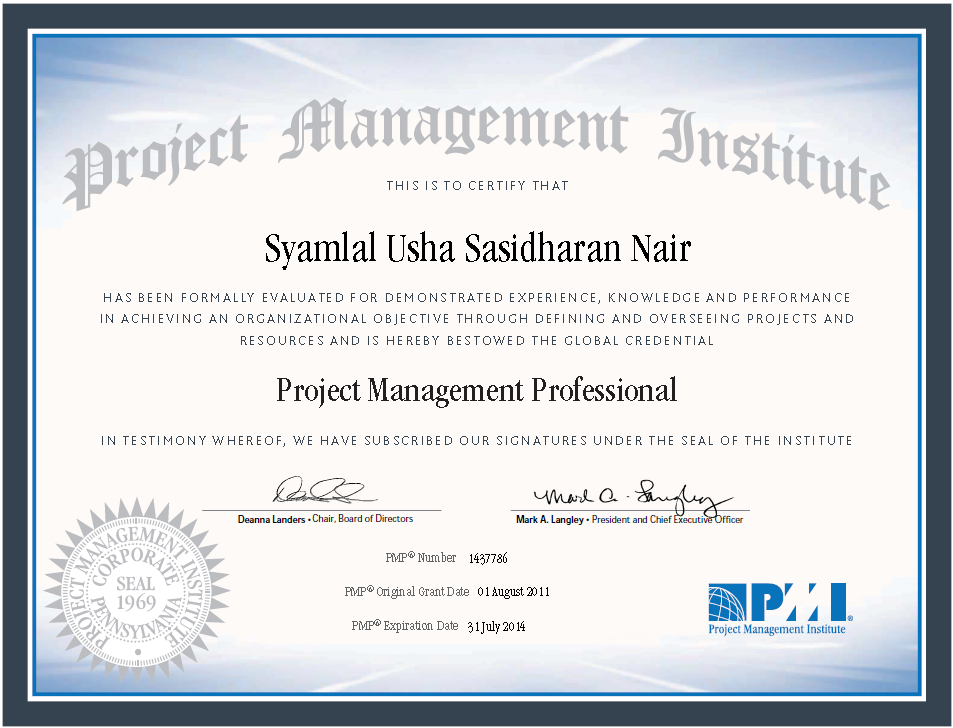 Project Management Institute
THIS IS TO CERTIFY THAT
Syamlal Usha Sasidharan Nair
HAS BEEN FORMALLY EVALUATED FOR DEMONSTRATED EXPERIENCE, KNOWLEDGE AND PERFORMANCE
IN ACHIEVING AN ORGANIZATIONAL OBJECTIVE THROUGH DEFINING AND OVERSEEING PROJECTS AND
RESOURCES AND IS HEREBY BESTOWED THE GLOBAL CREDENTIAL
Project Management Professional
IN TESTIMONY WHEREOF, WE HAVE SUBSCRIBED OUR SIGNATURES UNDER THE SEAL OF THE INSTITUTE
Mark A. Langley
Deanna Landers • Chair, Board of Directors
Mark A. Langley • President and Chief Executive Officer
PROJECT MANAGEMENT INSTITUTE
CORPORATE
SEAL
1969
PENNSYLVANIA
PMP® Number 1437786
PMP® Original Grant Date 01 August 2011
PMP® Expiration Date 31 July 2014
PMI®
Project Management Institute